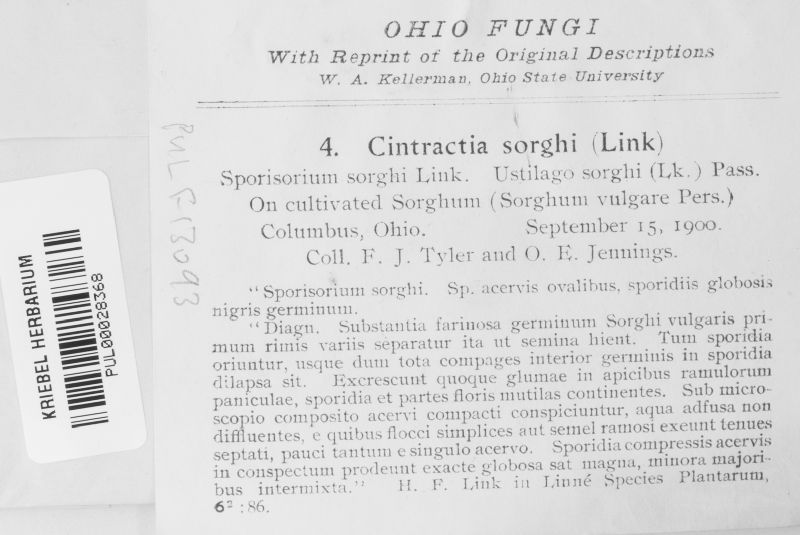 OHIO FUNGI
With Reprint of the Original Descriptions
W. A. Kellerman, Ohio State University
4. Cintractia sorghi (Link)
Sporisorium sorghi Link. Ustilago sorghi (Lk.) Pass.
On cultivated Sorghum (Sorghum vulgare Pers.)
Columbus, Ohio. September 15, 1900.
Coll. F. J. Tyler and O. E. Jennings.
"Sporisorium sorghi. Sp. acervis ovalibus, sporidiis globosis
nigris germinum.
"Diagn. Substantia farinosa germinum Sorghi vulgaris pri-
mum rimis variis separatur ita ut semina hient. Tum sporidia
oriuntur, usque dum tota compages interior germinis in sporidia
dilapsa sit. Excrescunt quoque glumae in apicibus ramulorum
paniculae, sporidia et partes floris mutilas continentes. Sub micro-
scopio composito acervi compacti conspiciuntur, aqua adfusa non
diffluentes, e quibus flocci simplices aut semel ramosi exeunt tenues
septati, pauci tantum e singulo acervo. Sporidia compressis acervis
in conspectum prodeunt exacte globosa sat magna, minora majori-
bus intermixta." H. F. Link in Linné Species Plantarum,
6² :86.
PUL F-13093
KRIEBEL HERBARIUM
PUL00028368